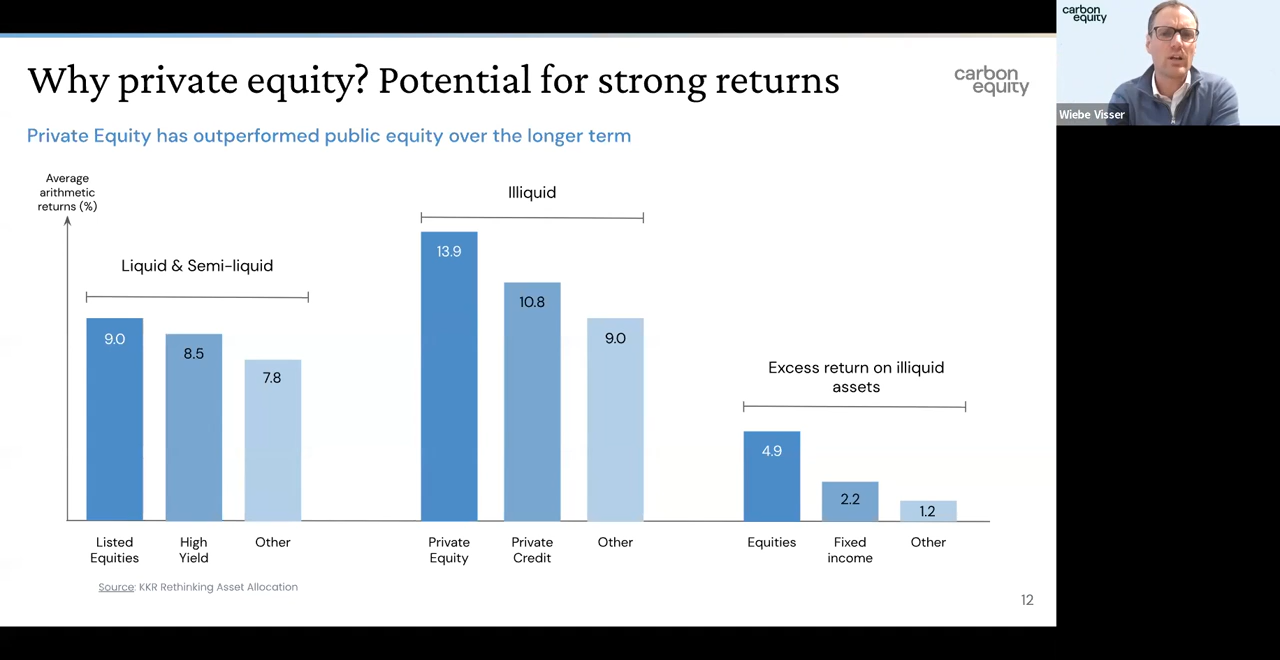 Why private equity? Potential for strong returns
carbon
equity
Private Equity has outperformed public equity over the longer term
Average
arithmetic
returns (%)
Liquid & Semi-liquid
9.0
8.5
7.8
Listed
Equities
High
Yield
Other
Illiquid
13.9
10.8
9.0
Private
Equity
Private
Credit
Other
Excess return on illiquid
assets
4.9
2.2
1.2
Equities
Fixed
income
Other
Source: KKR Rethinking Asset Allocation
12
carbon
equity
Wiebe Visser